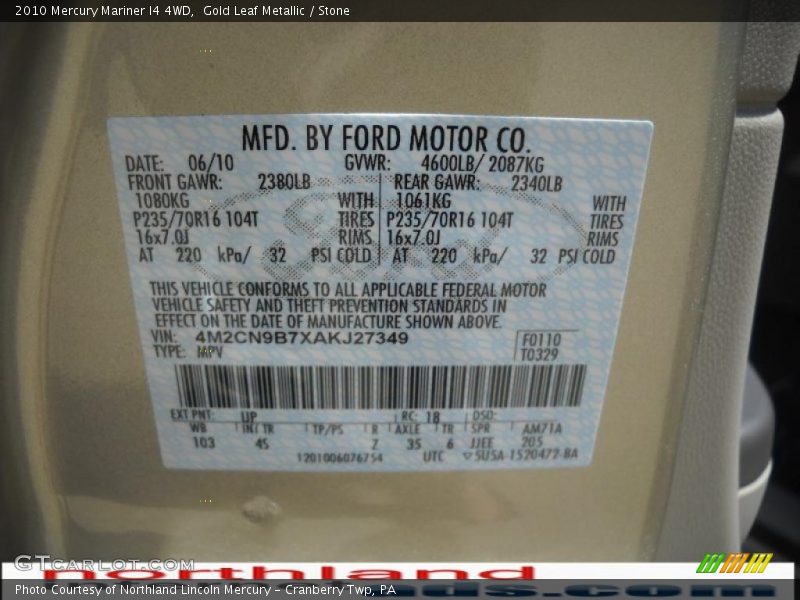 2010 Mercury Mariner I4 4WD,  Gold Leaf Metallic / Stone
MFD. BY FORD MOTOR CO.
DATE: 06/10 GVWR: 4600LB/ 2087KG
FRONT GAWR: 2380LB REAR GAWR: 2340LB
1080KG WITH 1061KG WITH
P235/70R16 104T TIRES P235/70R16 104T TIRES
16x7.0J RIMS 16x7.0J RIMS
AT 220 kPa/ 32 PSI COLD AT 220 kPa/ 32 PSI COLD
THIS VEHICLE CONFORMS TO ALL APPLICABLE FEDERAL MOTOR
VEHICLE SAFETY AND THEFT PREVENTION STANDARDS IN
EFFECT ON THE DATE OF MANUFACTURE SHOWN ABOVE.
VIN: 4M2CN9B7XAKJ27349 F0110
TYPE: MPV T0329
EXT PNT: UP RC: 18 DSO:
WB INT TR TP/PS R AXLE TR SPR AM71A
103 45 7 35 6 JJEE 205
1201006076754 UTC 5USA-1520472-BA
GTCarLot.com
northland
Photo Courtesy of Northland Lincoln Mercury - Cranberry Twp, PA